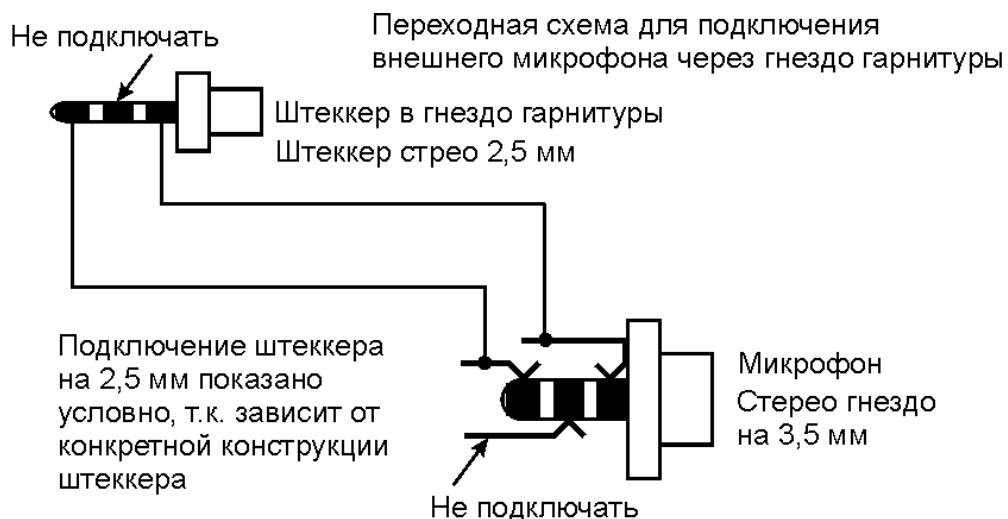 Не подключать
Переходная схема для подключения
внешнего микрофона через гнездо гарнитуры
Штеккер в гнездо гарнитуры
Штеккер стрео 2,5 мм
Подключение штеккера
на 2,5 мм показано
условно, т.к. зависит от
конкретной конструкции
штеккера
Микрофон
Стерео гнездо
на 3,5 мм
Не подключать